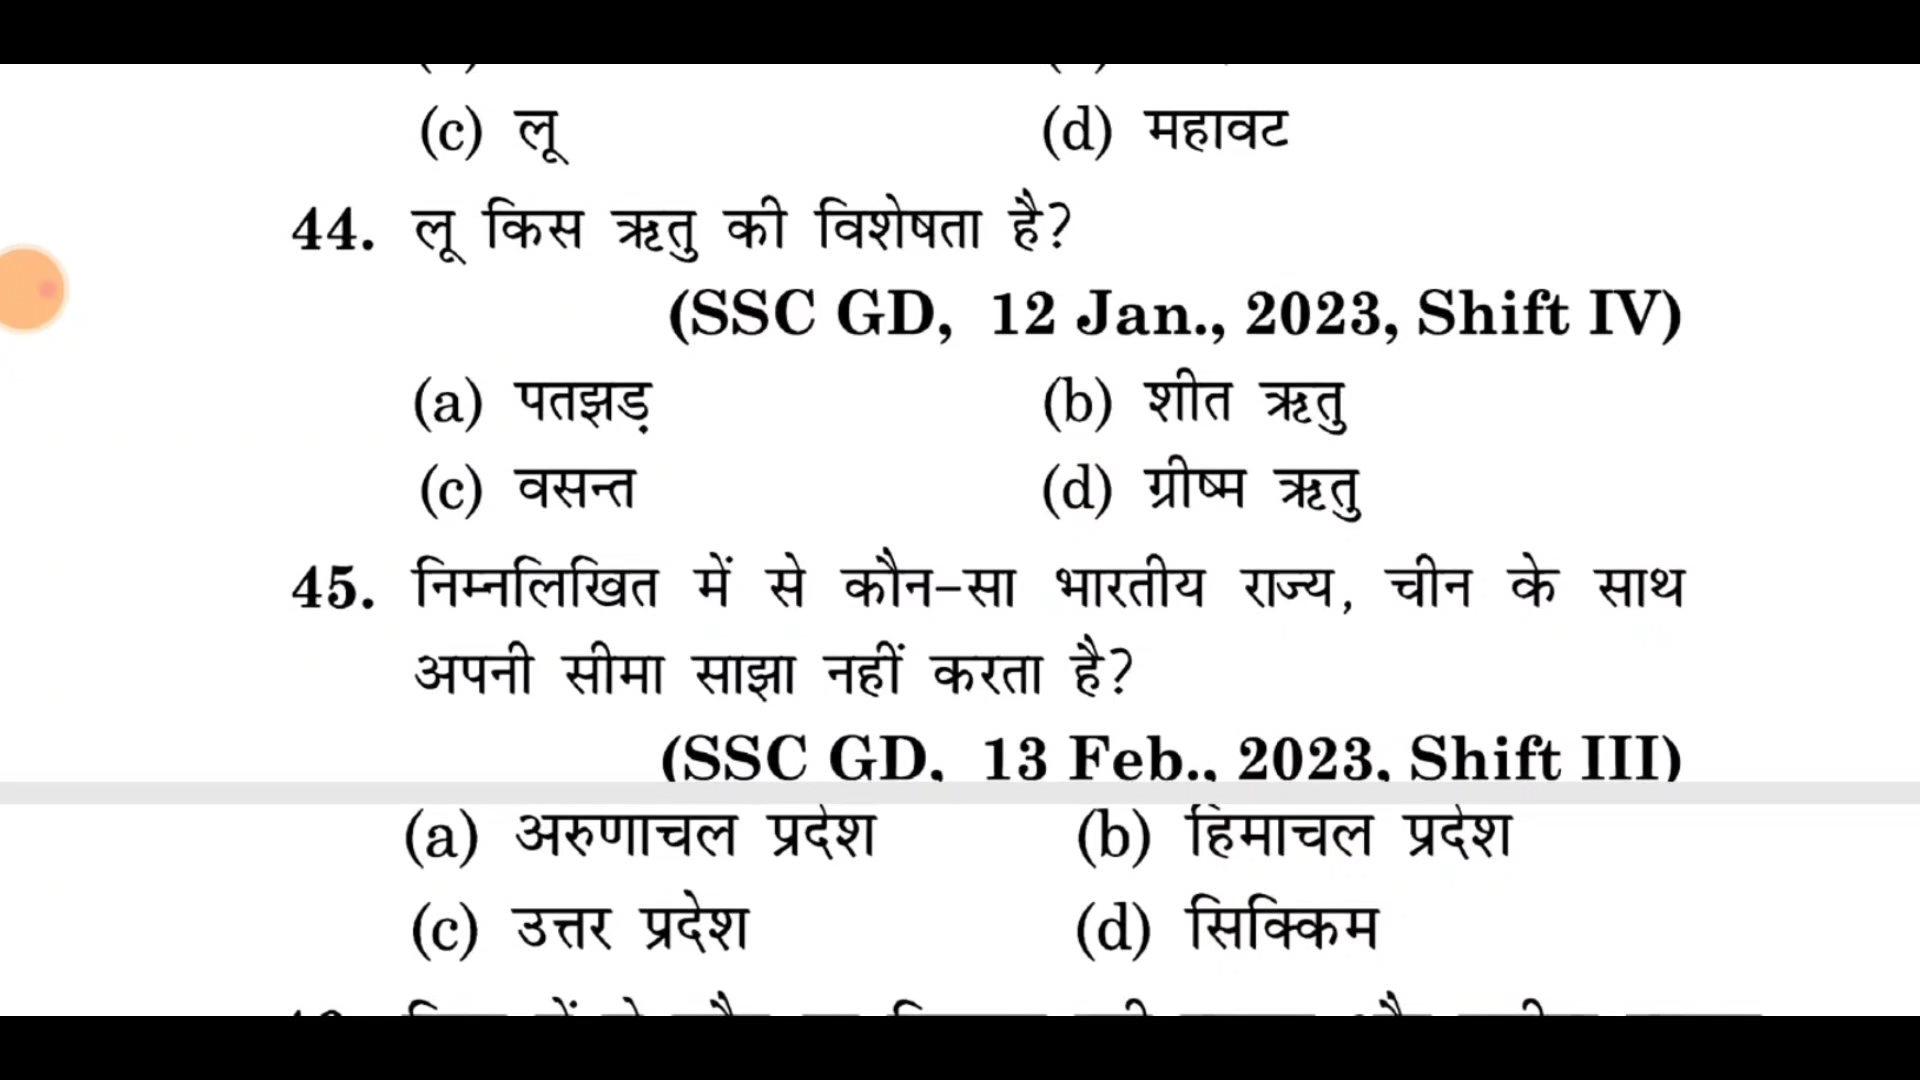 (c) लू (d) महावट
44. लू किस ऋतु की विशेषता है?
(SSC GD, 12 Jan., 2023, Shift IV)
(a) पतझड़ (b) शीत ऋतु
(c) वसन्त (d) ग्रीष्म ऋतु
45. निम्नलिखित में से कौन-सा भारतीय राज्य, चीन के साथ
अपनी सीमा साझा नहीं करता है?
(SSC GD, 13 Feb., 2023, Shift III)
(a) अरुणाचल प्रदेश (b) हिमाचल प्रदेश
(c) उत्तर प्रदेश (d) सिक्किम